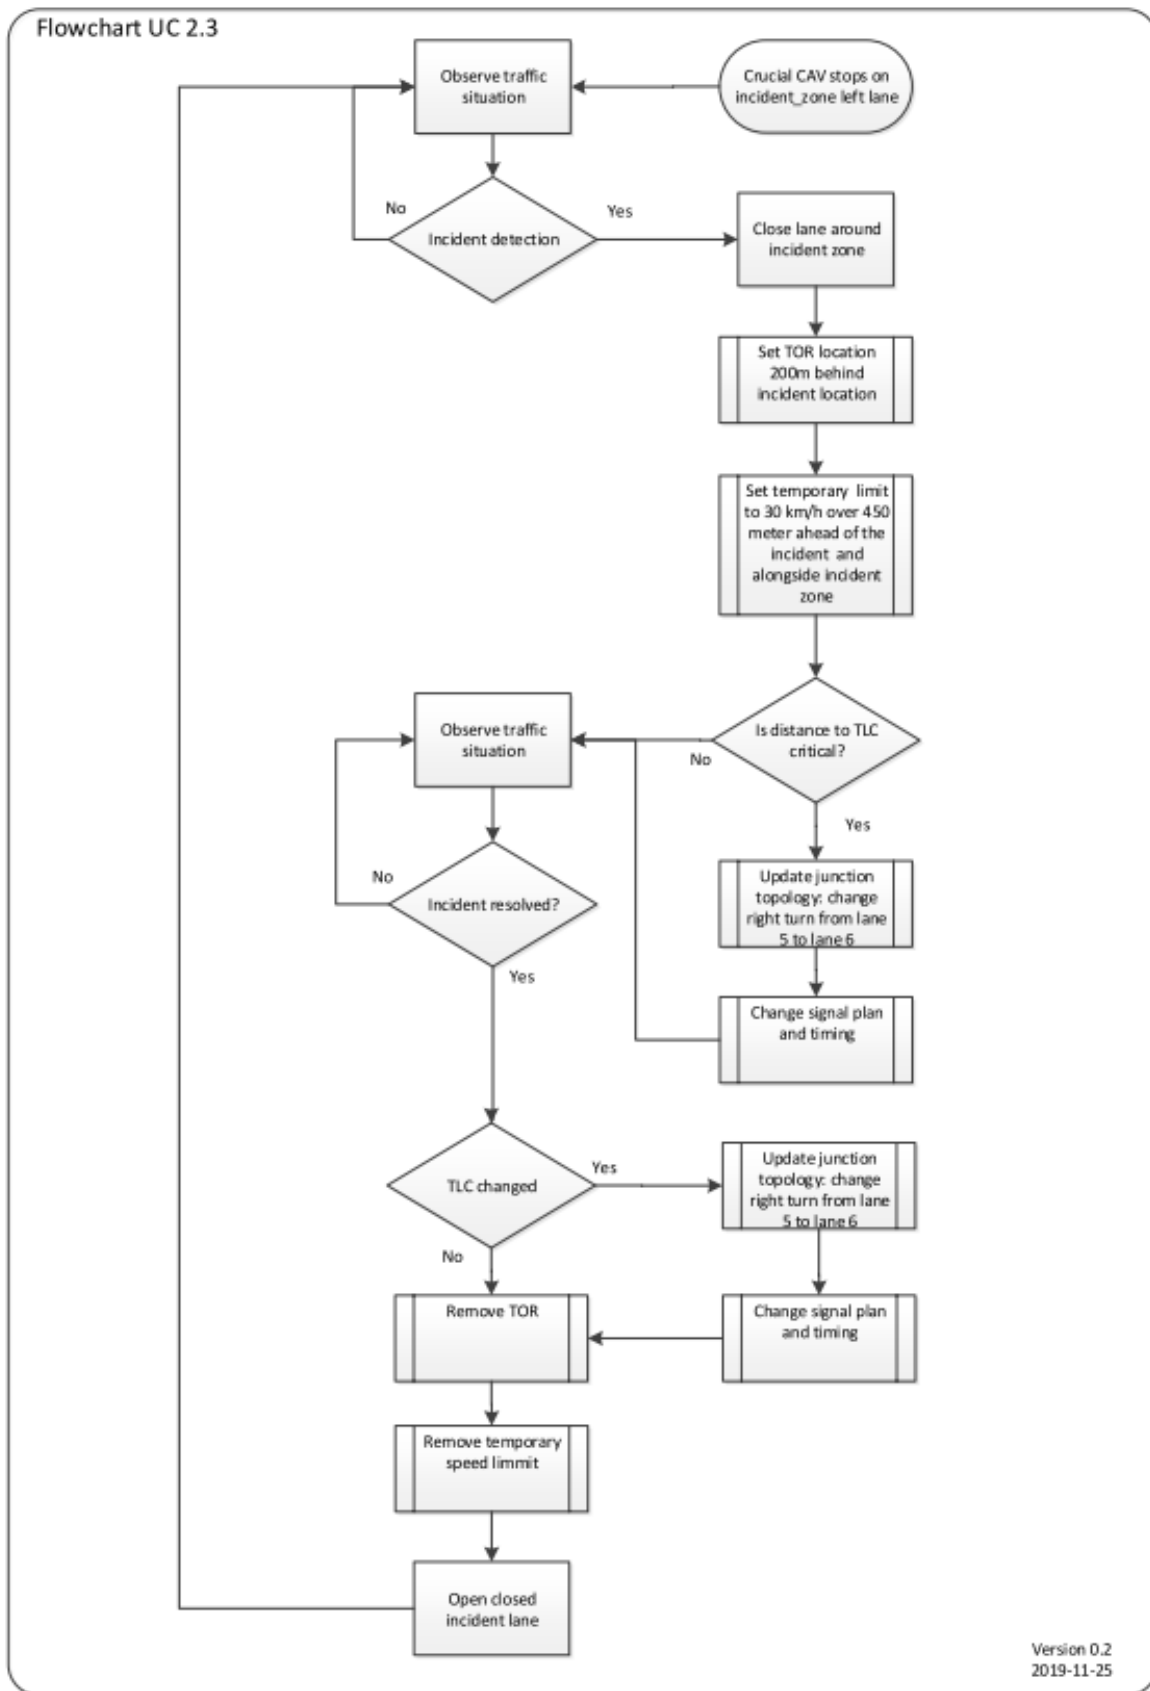 Flowchart UC 2.3
Observe traffic
situation
Crucial CAV stops on
incident_zone left lane
No
Incident detection
Yes
Close lane around
incident zone
Set TOR location
200m behind
incident location
Set temporary limit
to 30 km/h over 450
meter ahead of the
incident and
alongside incident
zone
Observe traffic
situation
Is distance to TLC
critical?
No
Yes
No
Incident resolved?
Yes
Update junction
topology: change
right turn from lane
5 to lane 6
Change signal plan
and timing
TLC changed
Yes
Update junction
topology: change
right turn from lane
5 to lane 6
No
Remove TOR
Change signal plan
and timing
Remove temporary
speed limmit
Open closed
incident lane
Version 0.2
2019-11-25